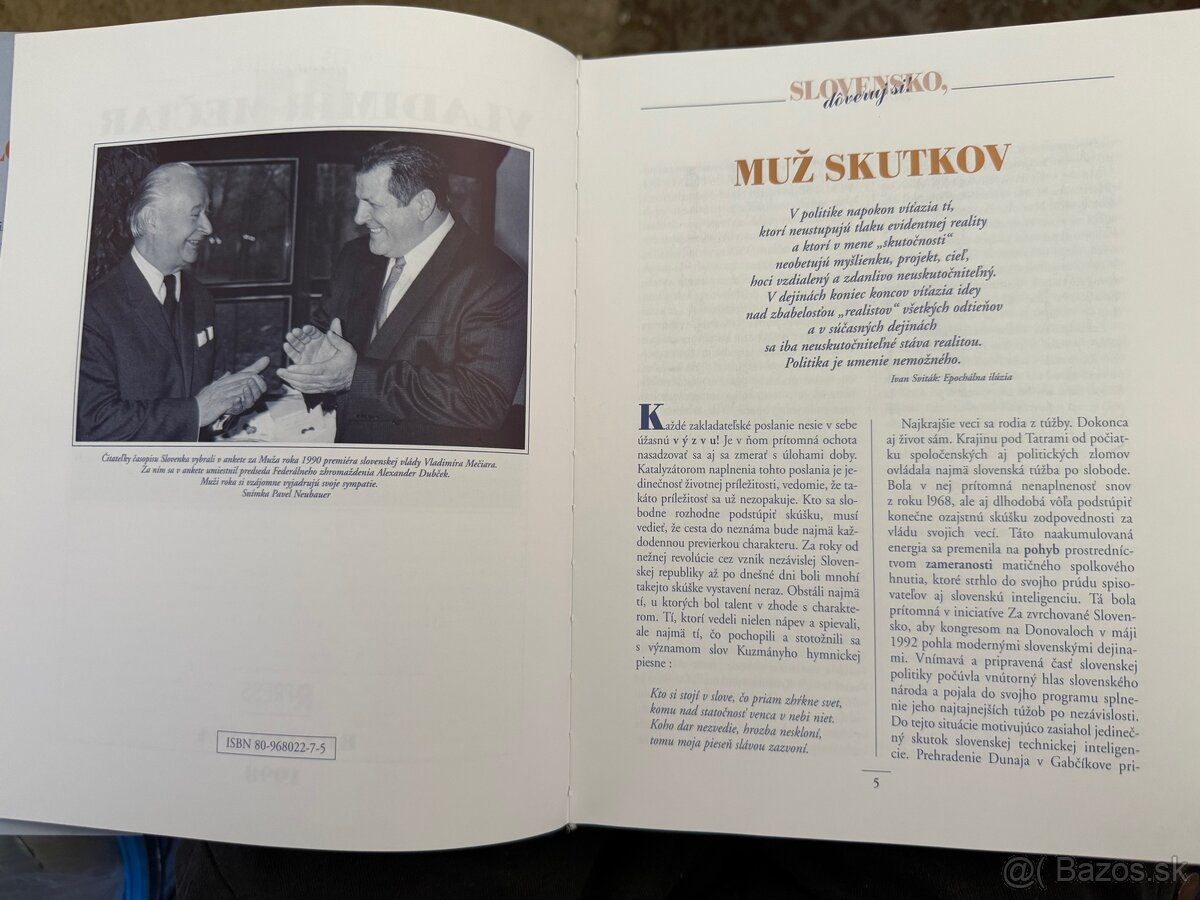 Čitateľky časopisu Slovenka vybrali v ankete za Muža roka 1990 premiéra slovenskej vlády Vladimíra Mečiara.
Za ním sa v ankete umiestnil predseda Federálneho zhromaždenia Alexander Dubček.
Muži roka si vzájomne vyjadrujú svoje sympatie.
Snímka Pavel Neubauer
ISBN 80-968022-7-5
SLOVENSKO,
dôveruj si!
MUŽ SKUTKOV
V politike napokon víťazia tí,
ktorí neustupujú tlaku evidentnej reality
a ktorí v mene „skutočnosti“
neobetujú myšlienku, projekt, cieľ,
hoci vzdialený a zdanlivo neuskutočniteľný.
V dejinách koniec koncov víťazia idey
nad zbabelosťou „realistov“ všetkých odtieňov
a v súčasných dejinách
sa iba neuskutočniteľné stáva realitou.
Politika je umenie nemožného.
Ivan Sviták: Epochálna ilúzia
Každé zakladateľské poslanie nesie v sebe
úžasnú výzvu! Je v ňom prítomná ochota
nasadzovať sa aj sa zmerať s úlohami doby.
Katalyzátorom naplnenia tohto poslania je je-
dinečnosť životnej príležitosti, vedomie, že ta-
káto príležitosť sa už nezopakuje. Kto sa slo-
bodne rozhodne podstúpiť skúšku, musí
vedieť, že cesta do neznáma bude najmä kaž-
dodennou previerkou charakteru. Za roky od
nežnej revolúcie cez vznik nezávislej Sloven-
skej republiky až po dnešné dni boli mnohí
takejto skúške vystavení neraz. Obstáli najmä
tí, u ktorých bol talent v zhode s charakte-
rom. Tí, ktorí vedeli nielen nápev a spievali,
ale najmä tí, čo pochopili a stotožnili sa
s významom slov Kuzmányho hymnickej
piesne :
Kto si stojí v slove, čo priam zhŕkne svet,
komu nad statočnosť venca v nebi niet.
Koho dar nezvedie, hrozba neskloní,
tomu moja pieseň slávou zazvoní.
Najkrajšie veci sa rodia z túžby. Dokonca
aj život sám. Krajinu pod Tatrami od počiat-
ku spoločenských aj politických zlomov
ovládala najmä slovenská túžba po slobode.
Bola v nej prítomná nenaplnenosť snov
z roku l968, ale aj dlhodobá vôľa podstúpiť
konečne ozajstnú skúšku zodpovednosti za
vládu svojich vecí. Táto naakumulovaná
energia sa premenila na pohyb prostredníc-
tvom zameranosti matičného spolkového
hnutia, ktoré strhlo do svojho prúdu spiso-
vateľov aj slovenskú inteligenciu. Tá bola
prítomná v iniciatíve Za zvrchované Sloven-
sko, aby kongresom na Donovaloch v máji
1992 pohla modernými slovenskými dejina-
mi. Vnímavá a pripravená časť slovenskej
politiky počúvla vnútorný hlas slovenského
národa a pojala do svojho programu splne-
nie jeho najtajnejších túžob po nezávislosti.
Do tejto situácie motivujúco zasiahol jedineč-
ný skutok slovenskej technickej inteligen-
cie. Prehradenie Dunaja v Gabčíkove pri-
5
@( Bazos.sk